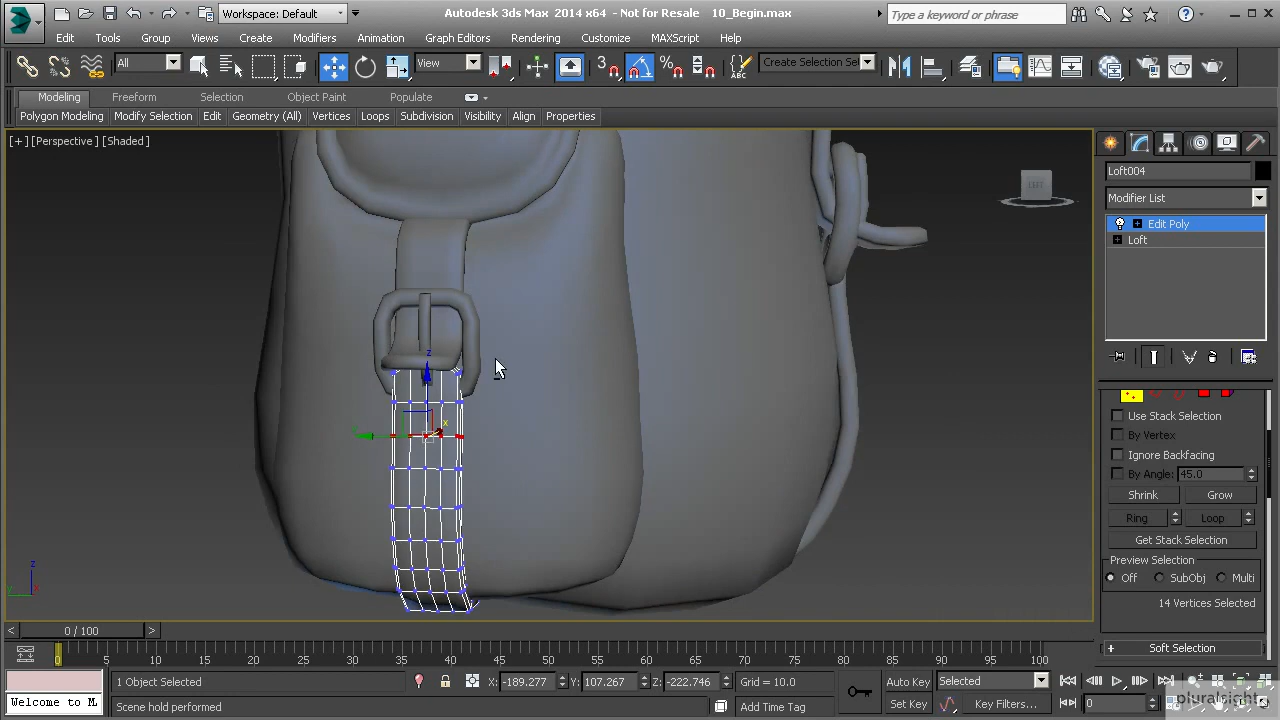 Workspace: Default
Autodesk 3ds Max 2014 x64 - Not for Resale 10_Begin.max
Type a keyword or phrase
Edit Tools Group Views Create Modifiers Animation Graph Editors Rendering Customize MAXScript Help
All View 3 Create Selection Se
Modeling Freeform Selection Object Paint Populate
Polygon Modeling Modify Selection Edit Geometry (All) Vertices Loops Subdivision Visibility Align Properties
[+] [Perspective] [Shaded]
Loft004
Modifier List
Edit Poly
Loft
Use Stack Selection
By Vertex
Ignore Backfacing
By Angle: 45.0
Shrink Grow
Ring Loop
Get Stack Selection
Preview Selection
Off SubObj Multi
14 Vertices Selected
Soft Selection
z
x
z
y x
< 0 / 100 >
0 5 10 15 20 25 30 35 40 45 50 55 60 65 70 75 80 85 90 95 100
1 Object Selected X: -189.277 Y: 107.267 Z: -222.746 Grid = 10.0 Auto Key Selected
Welcome to M Scene hold performed Add Time Tag Set Key Key Filters... 0
pluralsight